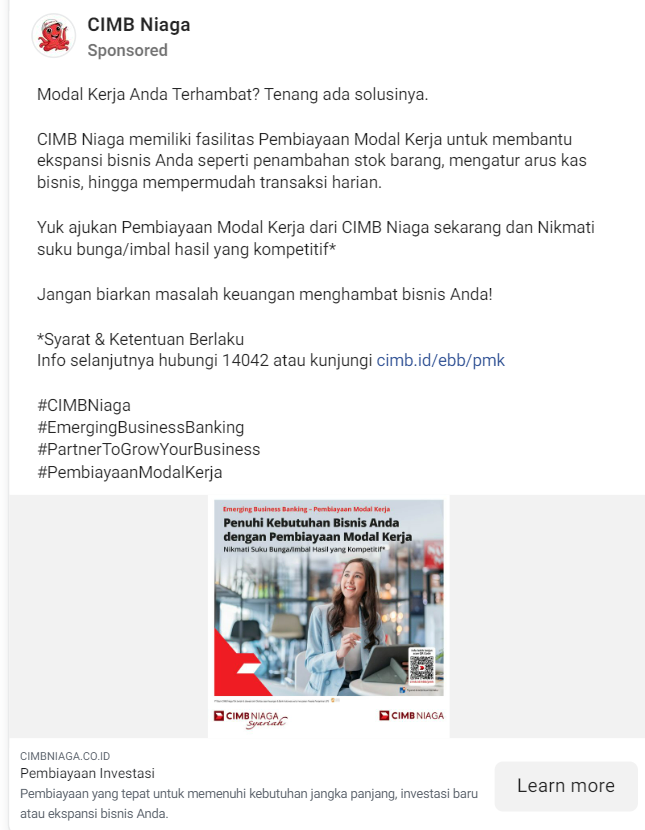 CIMB Niaga
Sponsored
Modal Kerja Anda Terhambat? Tenang ada solusinya.
CIMB Niaga memiliki fasilitas Pembiayaan Modal Kerja untuk membantu
ekspansi bisnis Anda seperti penambahan stok barang, mengatur arus kas
bisnis, hingga mempermudah transaksi harian.
Yuk ajukan Pembiayaan Modal Kerja dari CIMB Niaga sekarang dan Nikmati
suku bunga/imbal hasil yang kompetitif*
Jangan biarkan masalah keuangan menghambat bisnis Anda!
*Syarat & Ketentuan Berlaku
Info selanjutnya hubungi 14042 atau kunjungi cimb.id/ebb/pmk
#CIMBNiaga
#EmergingBusinessBanking
#PartnerToGrowYourBusiness
#PembiayaanModalKerja
Emerging Business Banking – Pembiayaan Modal Kerja
Penuhi Kebutuhan Bisnis Anda
dengan Pembiayaan Modal Kerja
Nikmati Suku Bunga/Imbal Hasil yang Kompetitif*
CIMB NIAGA
syariah
CIMB NIAGA
CIMBNIAGA.CO.ID
Pembiayaan Investasi
Pembiayaan yang tepat untuk memenuhi kebutuhan jangka panjang, investasi baru
atau ekspansi bisnis Anda.
Learn more